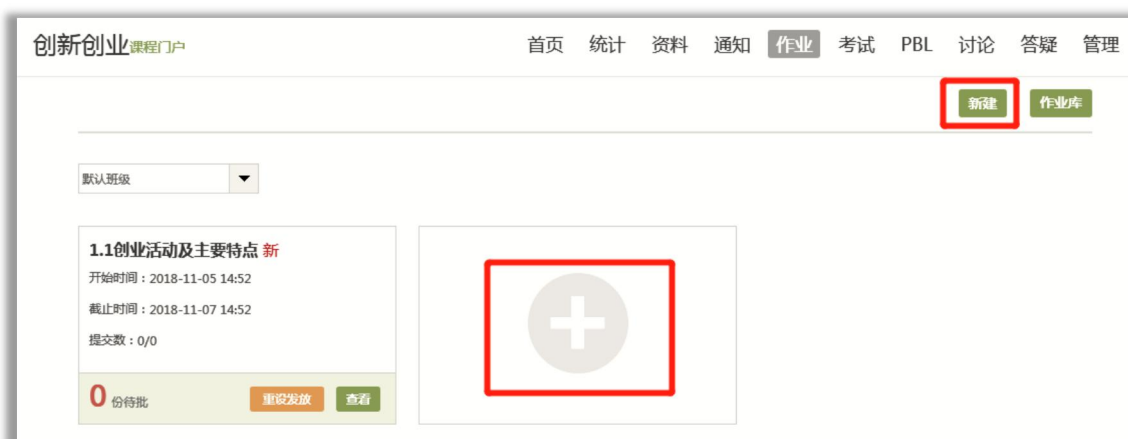 创新创业课程门户 首页 统计 资料 通知 作业 考试 PBL 讨论 答疑 管理
新建 作业库
默认班级
1.1创业活动及主要特点 新
开始时间：2018-11-05 14:52
截止时间：2018-11-07 14:52
提交数：0/0
0 份待批 重设发放 查看